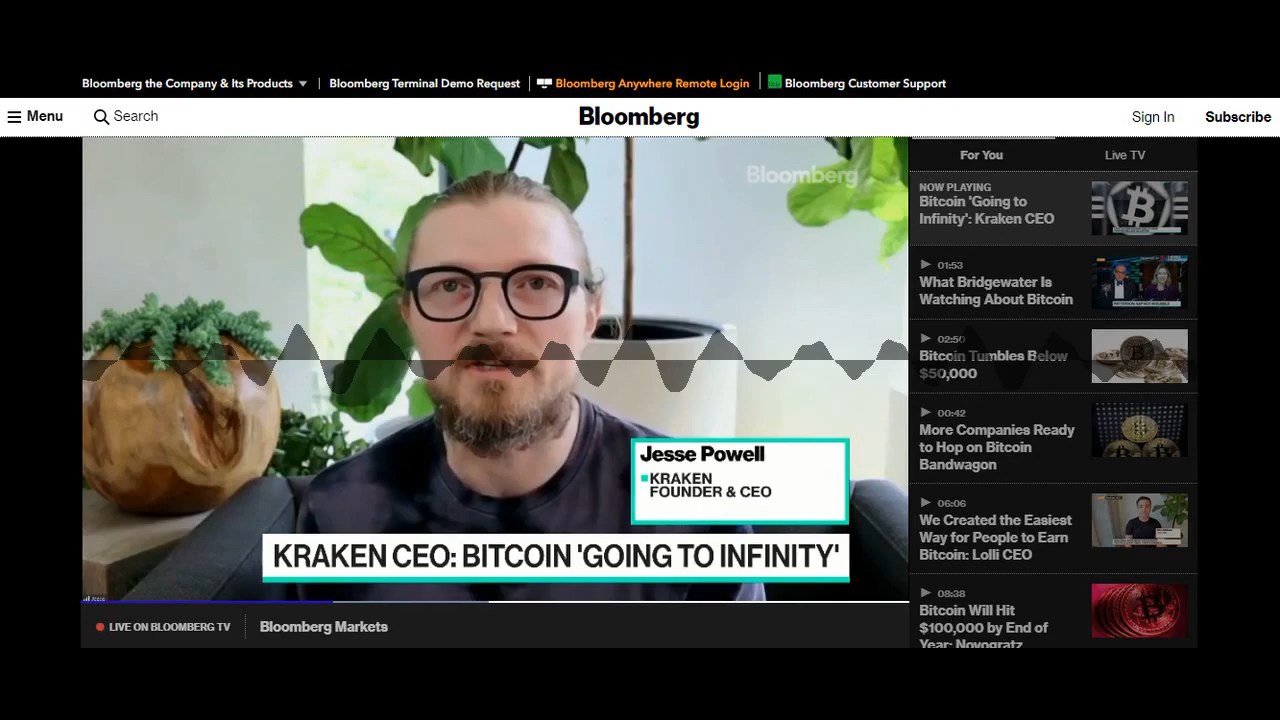 Bloomberg the Company & Its Products
Bloomberg Terminal Demo Request
Bloomberg Anywhere Remote Login
Bloomberg Customer Support
Menu
Search
Bloomberg
Sign In
Subscribe
Bloomberg
Jesse Powell
KRAKEN
FOUNDER & CEO
KRAKEN CEO: BITCOIN 'GOING TO INFINITY'
LIVE ON BLOOMBERG TV
Bloomberg Markets
For You
Live TV
NOW PLAYING
Bitcoin 'Going to
Infinity': Kraken CEO
01:53
What Bridgewater Is
Watching About Bitcoin
02:50
Bitcoin Tumbles Below
$50,000
00:42
More Companies Ready
to Hop on Bitcoin
Bandwagon
06:06
We Created the Easiest
Way for People to Earn
Bitcoin: Lolli CEO
08:38
Bitcoin Will Hit
$100,000 by End of
Year: Novogratz